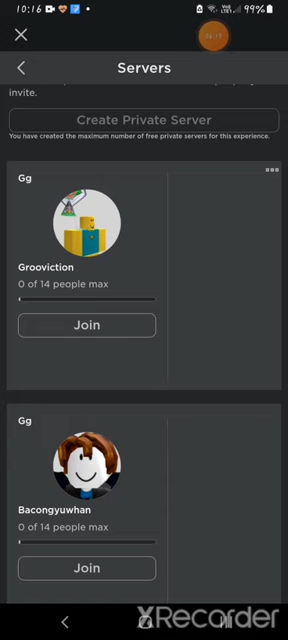 10:16
99%
04:19
Servers
invite.
Create Private Server
You have created the maximum number of free private servers for this experience.
Gg
Grooviction
0 of 14 people max
Join
Gg
Bacongyuwhan
0 of 14 people max
Join
XRecorder